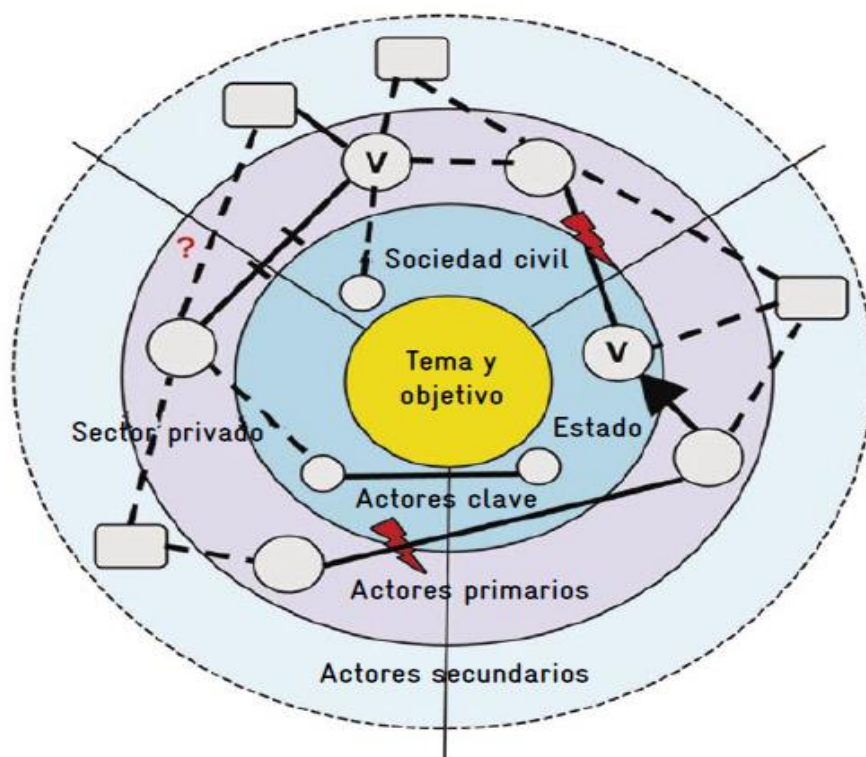 V
?
Sociedad civil
V
Tema y
objetivo
Sector privado
Estado
Actores clave
Actores primarios
Actores secundarios